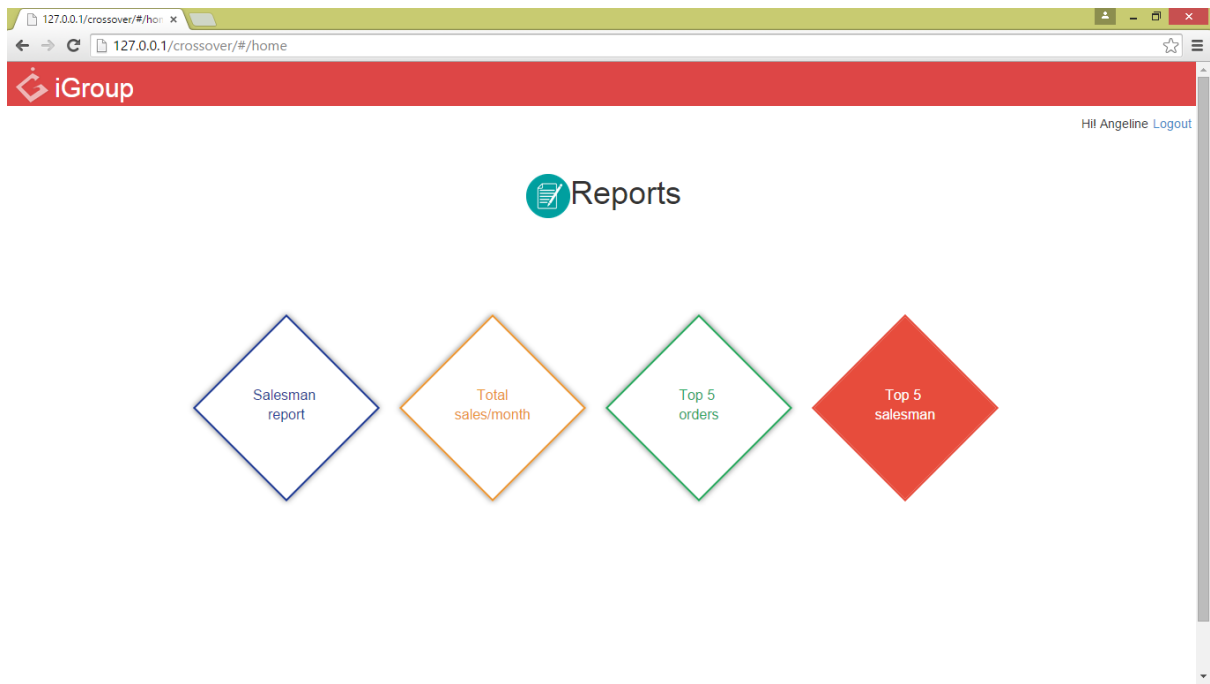 127.0.0.1/crossover/#/hon
127.0.0.1/crossover/#/home
iGroup
Hi! Angeline Logout
Reports
Salesman
report
Total
sales/month
Top 5
orders
Top 5
salesman